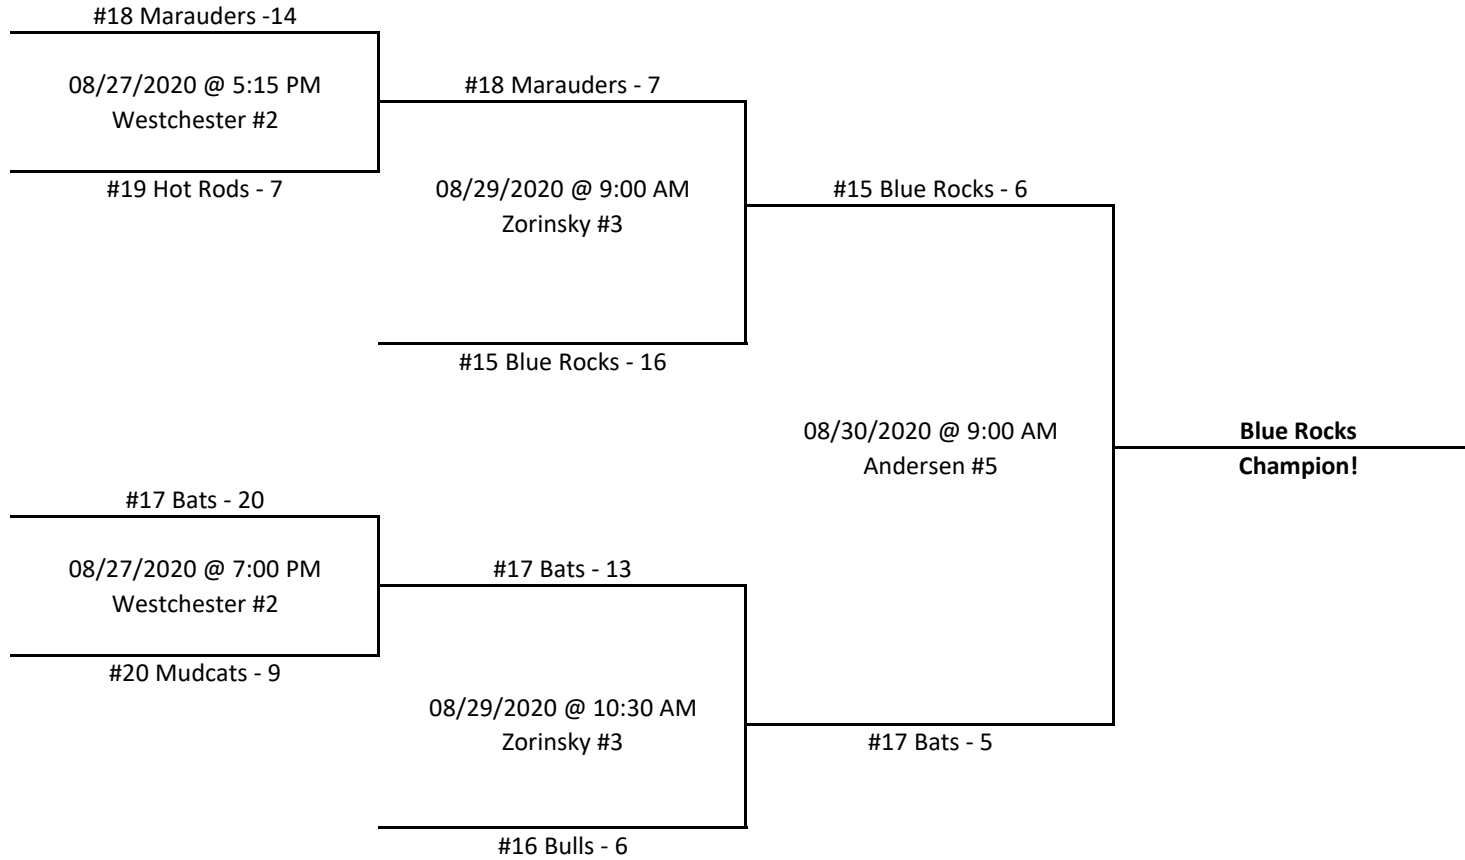 #18 Marauders -14
08/27/2020 @ 5:15 PM
Westchester #2
#19 Hot Rods - 7
#18 Marauders - 7
08/29/2020 @ 9:00 AM
Zorinsky #3
#15 Blue Rocks - 16
#17 Bats - 20
08/27/2020 @ 7:00 PM
Westchester #2
#20 Mudcats - 9
#17 Bats - 13
08/29/2020 @ 10:30 AM
Zorinsky #3
#16 Bulls - 6
#15 Blue Rocks - 6
08/30/2020 @ 9:00 AM
Andersen #5
#17 Bats - 5
Blue Rocks
Champion!